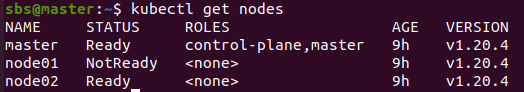 sbs@master:~$ kubectl get nodes
NAME     STATUS     ROLES                  AGE   VERSION
master   Ready      control-plane,master   9h    v1.20.4
node01   NotReady   <none>                 9h    v1.20.4
node02   Ready      <none>                 9h    v1.20.4